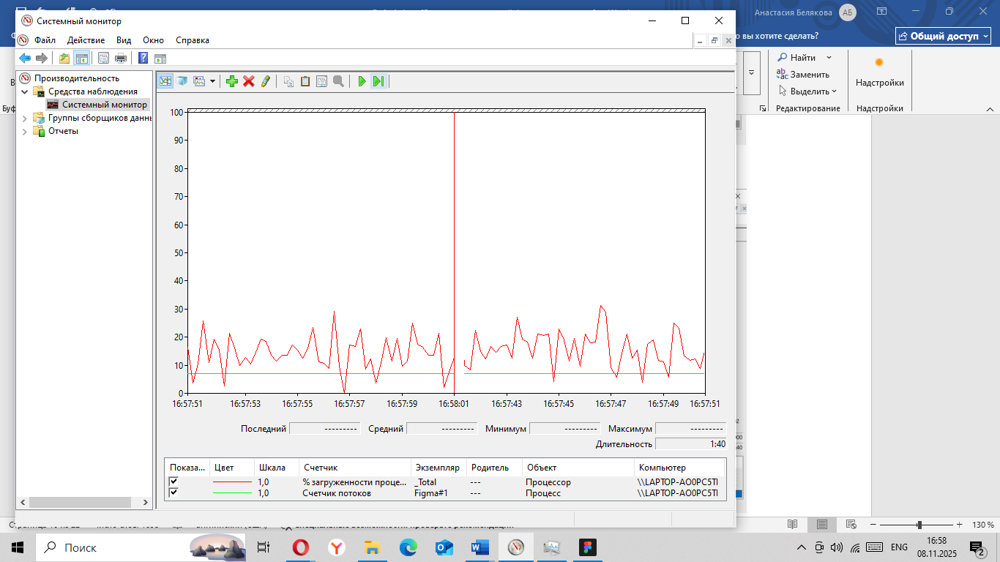 Системный монитор
Анастасия Белякова
АБ
Файл Действие Вид Окно Справка
о вы хотите сделать?
Общий доступ
Производительность
Средства наблюдения
Системный монитор
Группы сборщиков даннь
Отчеты
Найти
Заменить
Выделить
Редактирование
Настройки
Настройки
Буф
100
90
80
70
60
50
40
30
20
10
0
16:57:51 16:57:53 16:57:55 16:57:57 16:57:59 16:58:01 16:57:43 16:57:45 16:57:47 16:57:49 16:57:51
Последний --------- Средний --------- Минимум --------- Максимум ---------
Длительность 1:40
Показа... Цвет Шкала Счетчик Экземпляр Родитель Объект Компьютер
1,0 % загруженности проце... _Total --- Процессор \\LAPTOP-AO0PC5TI
1,0 Счетчик потоков Figma#1 --- Процесс \\LAPTOP-AO0PC5TI
130 %
Поиск
ENG
16:58
08.11.2025
2